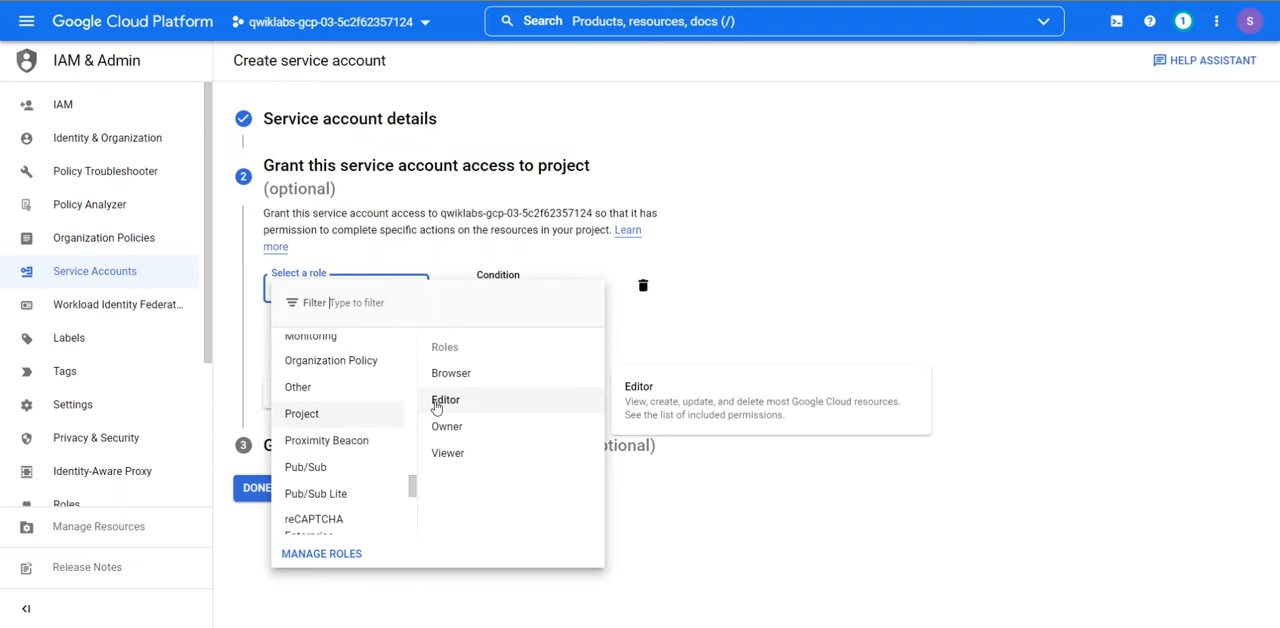 Google Cloud Platform
qwiklabs-gcp-03-5c2f62357124
Search Products, resources, docs (/)
1
S
IAM & Admin
Create service account
HELP ASSISTANT
IAM
Identity & Organization
Policy Troubleshooter
Policy Analyzer
Organization Policies
Service Accounts
Workload Identity Federat...
Labels
Tags
Settings
Privacy & Security
Identity-Aware Proxy
Roles
Manage Resources
Release Notes
Service account details
2
Grant this service account access to project
(optional)
Grant this service account access to qwiklabs-gcp-03-5c2f62357124 so that it has
permission to complete specific actions on the resources in your project. Learn
more
Select a role
Condition
Filter Type to filter
Monitoring
Organization Policy
Other
Project
Proximity Beacon
Pub/Sub
Pub/Sub Lite
reCAPTCHA
Enterprise
Roles
Browser
Editor
Owner
Viewer
MANAGE ROLES
Editor
View, create, update, and delete most Google Cloud resources.
See the list of included permissions.
3
G
tional)
DONE